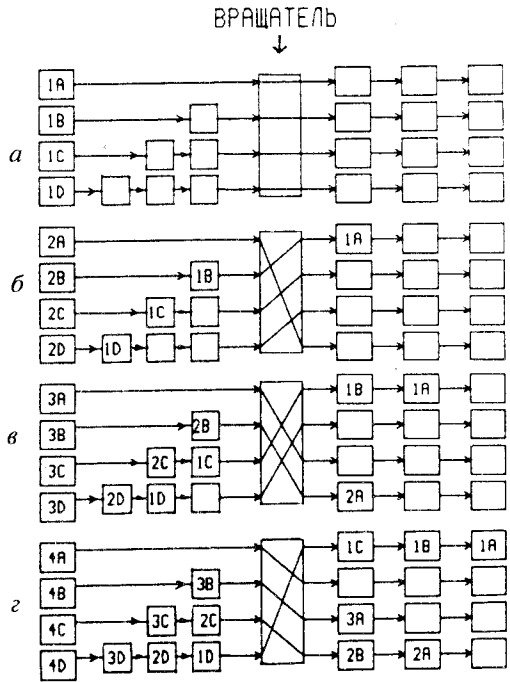 ВРАЩАТЕЛЬ
1A
1B
1C
1D
а
2A 1A
2B 1B
2C 1C
2D 1D
б
3A 1B 1A
3B 2B
3C 2C 1C
3D 2D 1D 2A
в
4A 1C 1B 1A
4B 3B
4C 3C 2C 3A
4D 3D 2D 1D 2B 2A
г